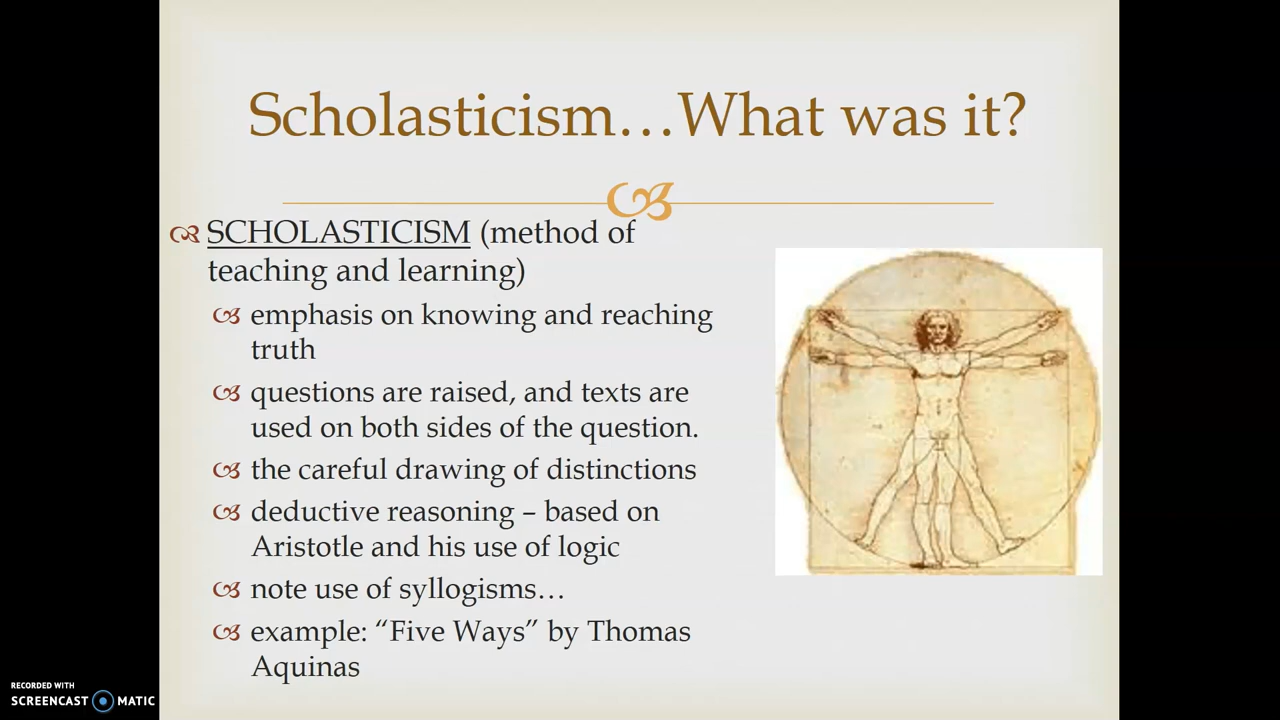 Scholasticism…What was it?
SCHOLASTICISM (method of
teaching and learning)
emphasis on knowing and reaching
truth
questions are raised, and texts are
used on both sides of the question.
the careful drawing of distinctions
deductive reasoning – based on
Aristotle and his use of logic
note use of syllogisms…
example: “Five Ways” by Thomas
Aquinas
RECORDED WITH
SCREENCAST MATIC